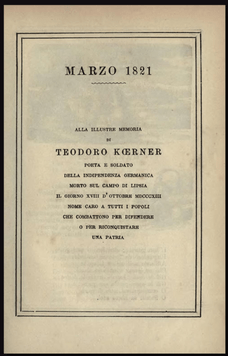 MARZO 1821
ALLA ILLUSTRE MEMORIA
DI
TEODORO KŒRNER
POETA E SOLDATO
DELLA INDIPENDENZA GERMANICA
MORTO SUL CAMPO DI LIPSIA
IL GIORNO XVIII D'OTTOBRE MDCCCXIII
NOME CARO A TUTTI I POPOLI
CHE COMBATTONO PER DIFENDERE
O PER RICONQUISTARE
UNA PATRIA